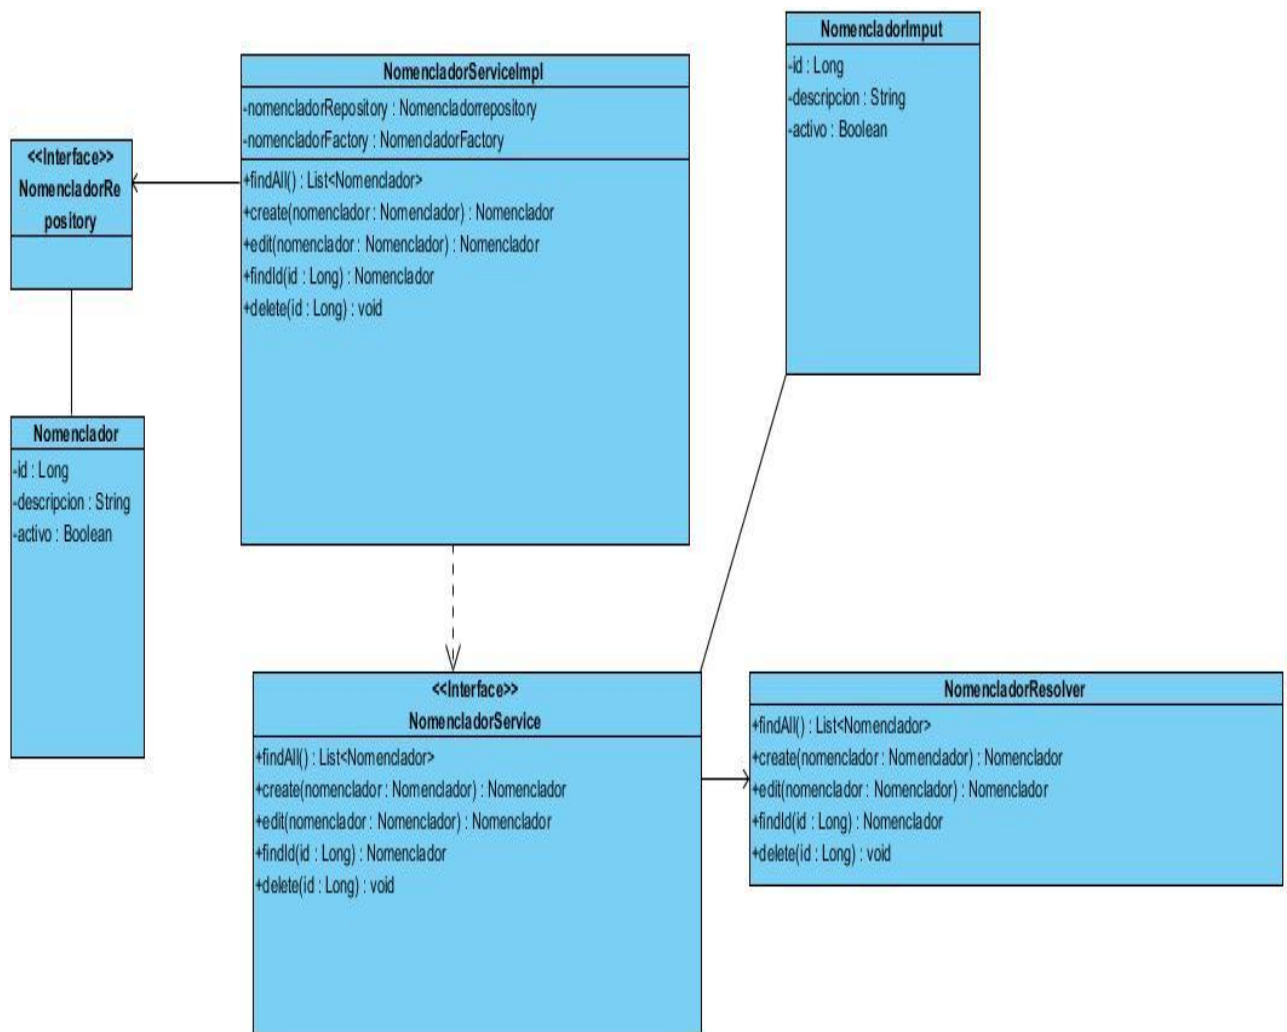 NomencladorImput
-id : Long
-descripcion : String
-activo : Boolean
NomencladorServiceImpl
-nomencladorRepository : Nomencladorrepository
-nomencladorFactory : NomencladorFactory
+findAll() : List<Nomenclador>
+create(nomenclador : Nomenclador) : Nomenclador
+edit(nomenclador : Nomenclador) : Nomenclador
+findId(id : Long) : Nomenclador
+delete(id : Long) : void
<<Interface>>
NomencladorRe
pository
Nomenclador
-id : Long
-descripcion : String
-activo : Boolean
<<Interface>>
NomencladorService
+findAll() : List<Nomenclador>
+create(nomenclador : Nomenclador) : Nomenclador
+edit(nomenclador : Nomenclador) : Nomenclador
+findId(id : Long) : Nomenclador
+delete(id : Long) : void
NomencladorResolver
+findAll() : List<Nomenclador>
+create(nomenclador : Nomenclador) : Nomenclador
+edit(nomenclador : Nomenclador) : Nomenclador
+findId(id : Long) : Nomenclador
+delete(id : Long) : void